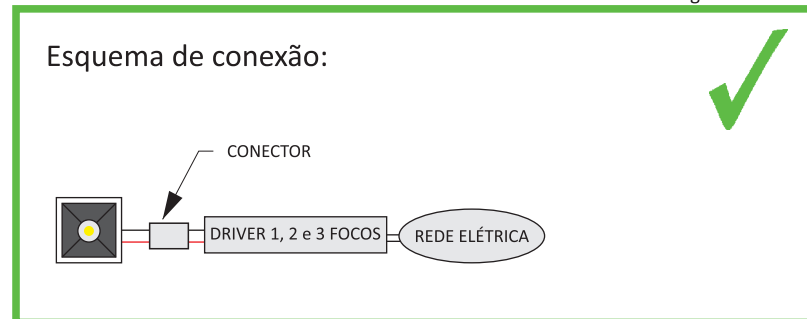 Esquema de conexão:
CONECTOR
DRIVER 1, 2 e 3 FOCOS
REDE ELÉTRICA